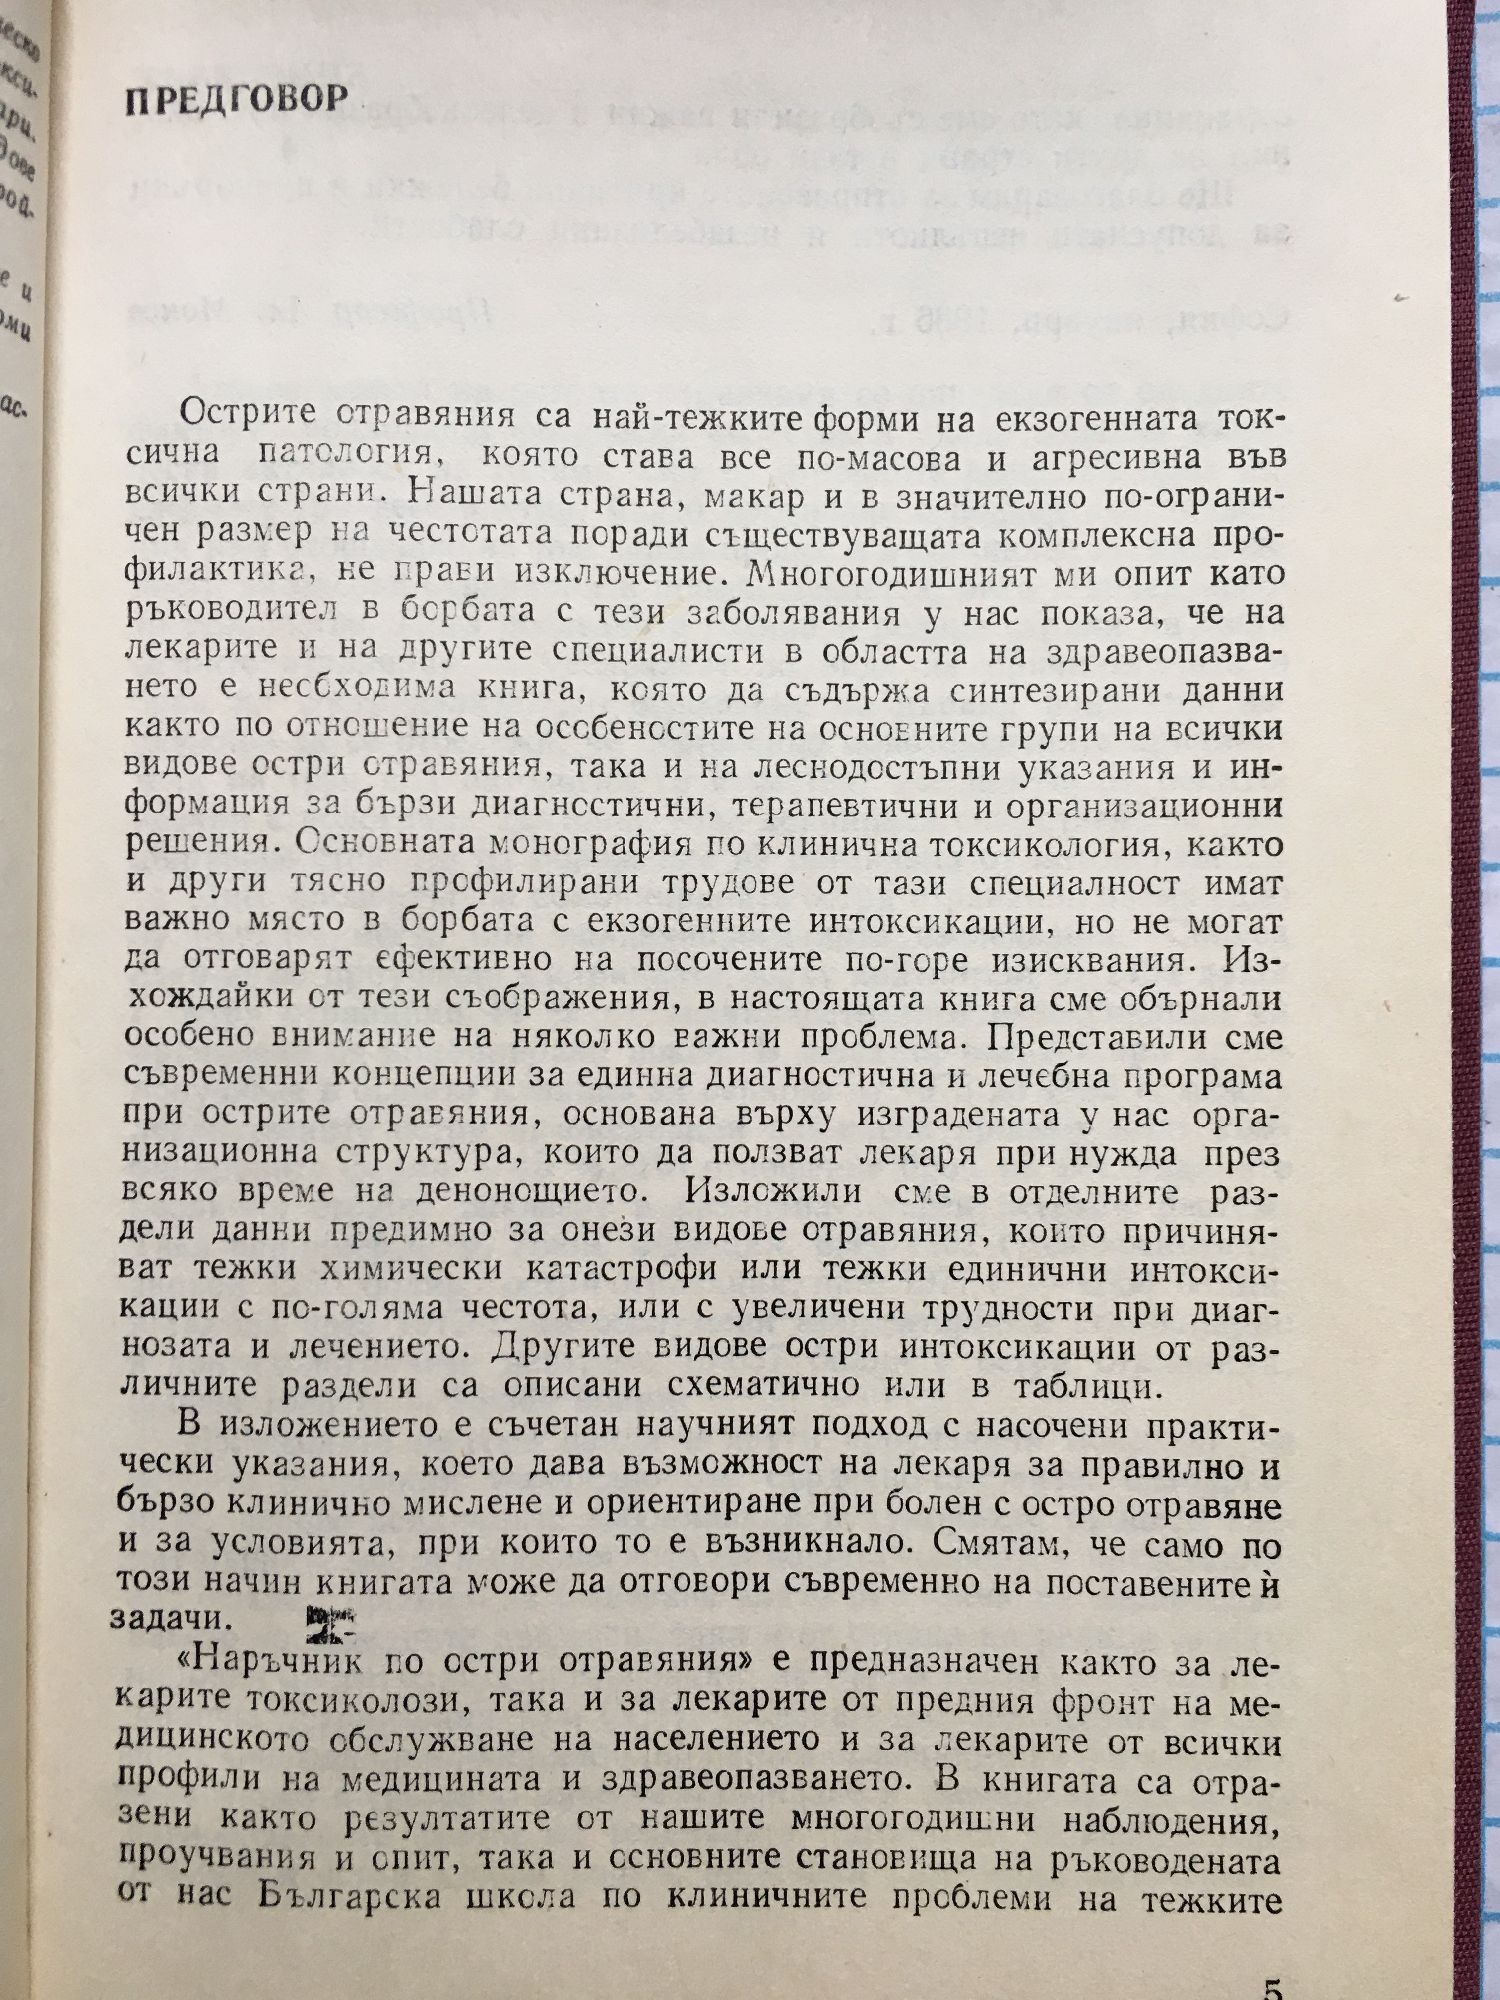 ПРЕДГОВОР
Острите отравяния са най-тежките форми на екзогенната ток-
сична патология, която става все по-масова и агресивна във
всички страни. Нашата страна, макар и в значително по-ограни-
чен размер на честотата поради съществуващата комплексна про-
филактика, не прави изключение. Многогодишният ми опит като
ръководител в борбата с тези заболявания у нас показа, че на
лекарите и на другите специалисти в областта на здравеопазва-
нето е необходима книга, която да съдържа синтезирани данни
както по отношение на особеностите на основните групи на всички
видове остри отравяния, така и на леснодостъпни указания и ин-
формация за бързи диагностични, терапевтични и организационни
решения. Основната монография по клинична токсикология, както
и други тясно профилирани трудове от тази специалност имат
важно място в борбата с екзогенните интоксикации, но не могат
да отговарят ефективно на посочените по-горе изисквания. Из-
хождайки от тези съображения, в настоящата книга сме обърнали
особено внимание на няколко важни проблема. Представили сме
съвременни концепции за единна диагностична и лечебна програма
при острите отравяния, основана върху изградената у нас орга-
низационна структура, които да ползват лекаря при нужда през
всяко време на денонощието. Изложили сме в отделните раз-
дели данни предимно за онези видове отравяния, които причиня-
ват тежки химически катастрофи или тежки единични интокси-
кации с по-голяма честота, или с увеличени трудности при диаг-
нозата и лечението. Другите видове остри интоксикации от раз-
личните раздели са описани схематично или в таблици.
В изложението е съчетан научният подход с насочени практи-
чески указания, което дава възможност на лекаря за правилно и
бързо клинично мислене и ориентиране при болен с остро отравяне
и за условията, при които то е възникнало. Смятам, че само по
този начин книгата може да отговори съвременно на поставените ѝ
задачи.
«Наръчник по остри отравяния» е предназначен както за ле-
карите токсиколози, така и за лекарите от предния фронт на ме-
дицинското обслужване на населението и за лекарите от всички
профили на медицината и здравеопазването. В книгата са отра-
зени както резултатите от нашите многогодишни наблюдения,
проучвания и опит, така и основните становища на ръководената
от нас Българска школа по клиничните проблеми на тежките
5